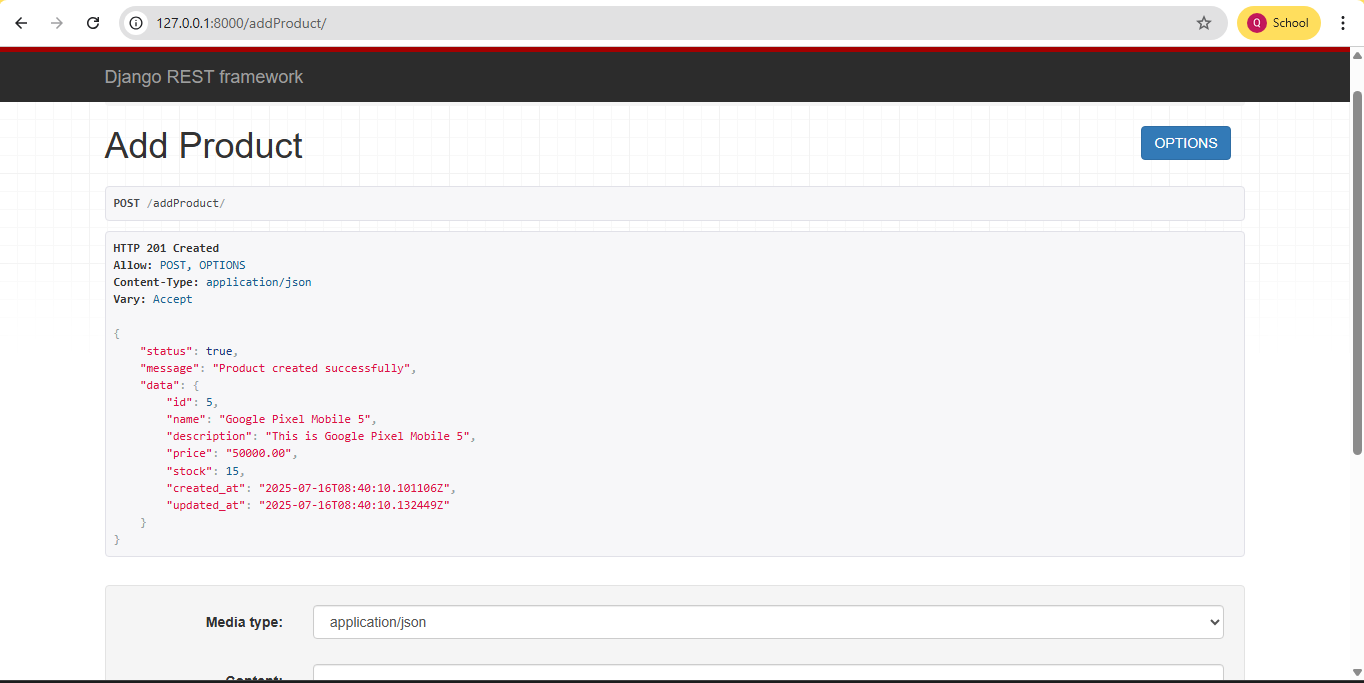 127.0.0.1:8000/addProduct/
Q School
Django REST framework
Add Product
OPTIONS
POST /addProduct/
HTTP 201 Created
Allow: POST, OPTIONS
Content-Type: application/json
Vary: Accept
{
    "status": true,
    "message": "Product created successfully",
    "data": {
        "id": 5,
        "name": "Google Pixel Mobile 5",
        "description": "This is Google Pixel Mobile 5",
        "price": "50000.00",
        "stock": 15,
        "created_at": "2025-07-16T08:40:10.101106Z",
        "updated_at": "2025-07-16T08:40:10.132449Z"
    }
}
Media type:
application/json
Content: